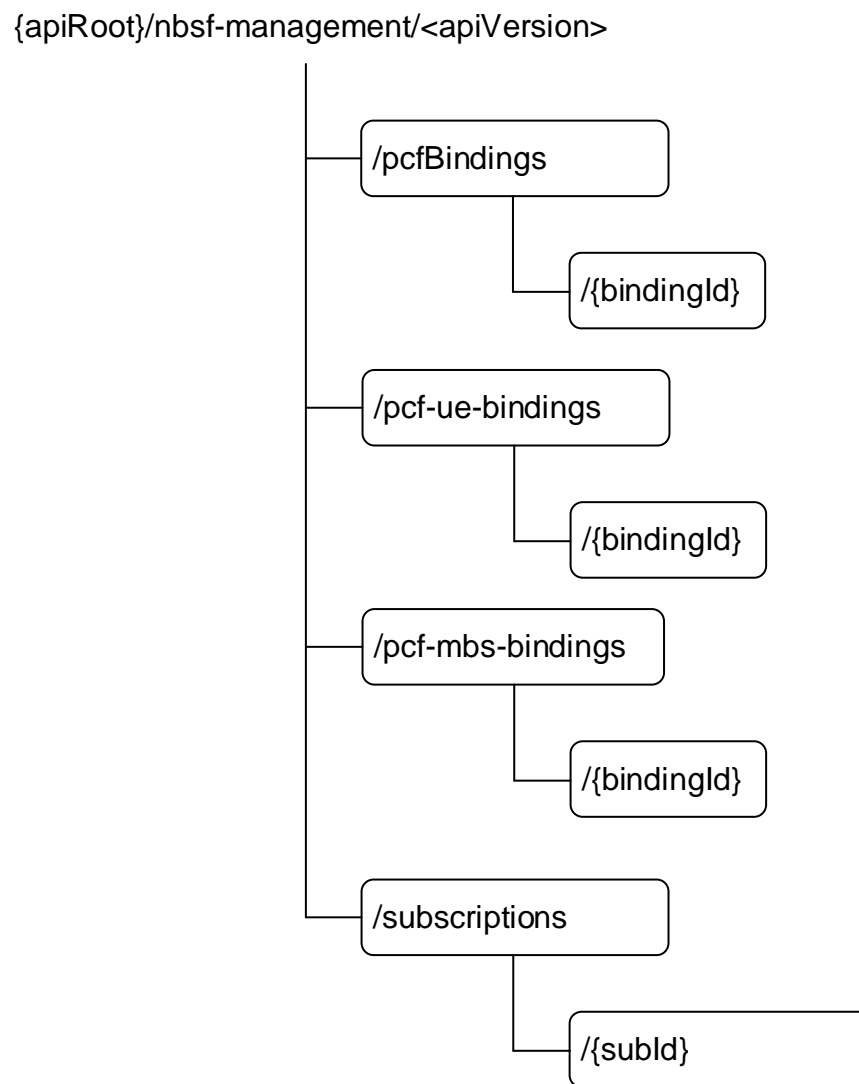 {apiRoot}/nbsf-management/<apiVersion>
/pcfBindings
/{bindingId}
/pcf-ue-bindings
/{bindingId}
/pcf-mbs-bindings
/{bindingId}
/subscriptions
/{subId}